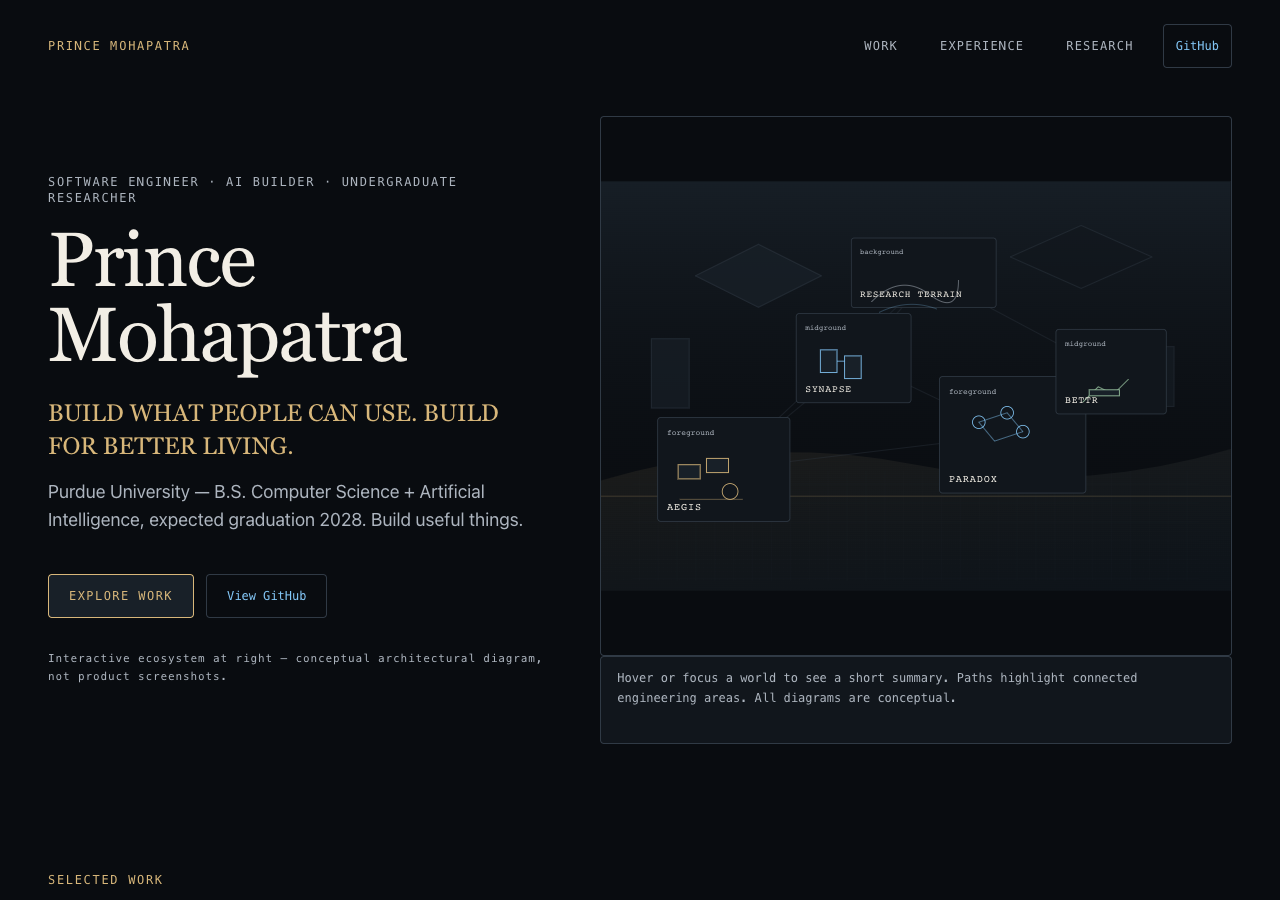 PRINCE MOHAPATRA
WORK
EXPERIENCE
RESEARCH
GitHub
SOFTWARE ENGINEER · AI BUILDER · UNDERGRADUATE
RESEARCHER
Prince
Mohapatra
BUILD WHAT PEOPLE CAN USE. BUILD
FOR BETTER LIVING.
Purdue University — B.S. Computer Science + Artificial
Intelligence, expected graduation 2028. Build useful things.
EXPLORE WORK
View GitHub
Interactive ecosystem at right — conceptual architectural diagram,
not product screenshots.
background
RESEARCH TERRAIN
midground
SYNAPSE
midground
BETTR
foreground
PARADOX
foreground
AEGIS
Hover or focus a world to see a short summary. Paths highlight connected
engineering areas. All diagrams are conceptual.
SELECTED WORK